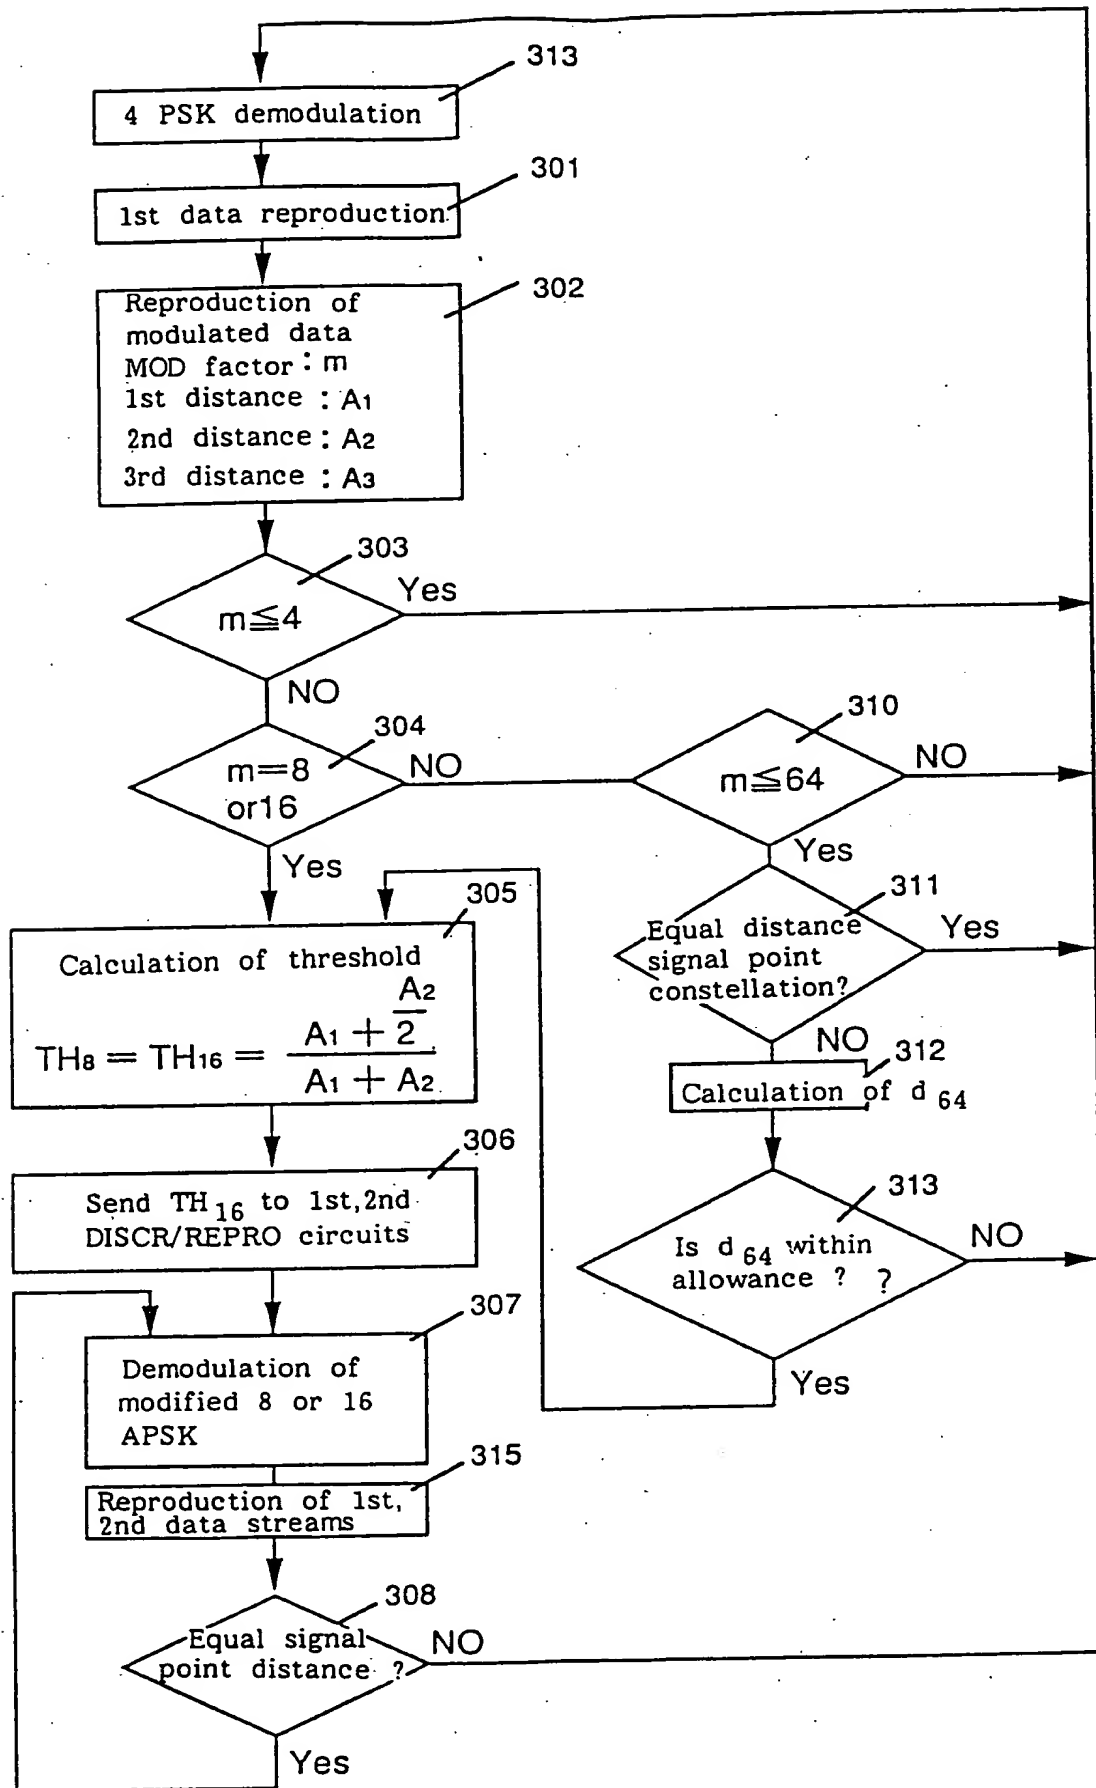 313
4 PSK demodulation
301
1st data reproduction
302
Reproduction of
modulated data
MOD factor : m
1st distance : A1
2nd distance : A2
3rd distance : A3
303
m≦4
Yes
NO
304
m=8
or16
NO
Yes
310
m≦64
NO
Yes
311
Equal distance
signal point
constellation?
Yes
NO
312
Calculation of d 64
313
Is d 64 within
allowance ? ?
NO
Yes
305
Calculation of threshold
TH8 = TH16 = (A1 + A2/2) / (A1 + A2)
306
Send TH 16 to 1st,2nd
DISCR/REPRO circuits
307
Demodulation of
modified 8 or 16
APSK
315
Reproduction of 1st,
2nd data streams
308
Equal signal
point distance ?
NO
Yes